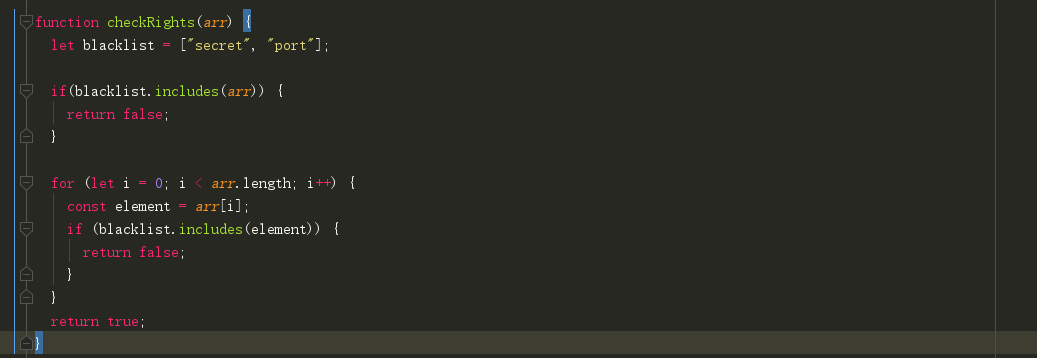 function checkRights(arr) {
let blacklist = ["secret", "port"];
if(blacklist.includes(arr)) {
return false;
}
for (let i = 0; i < arr.length; i++) {
const element = arr[i];
if (blacklist.includes(element)) {
return false;
}
}
return true;
}